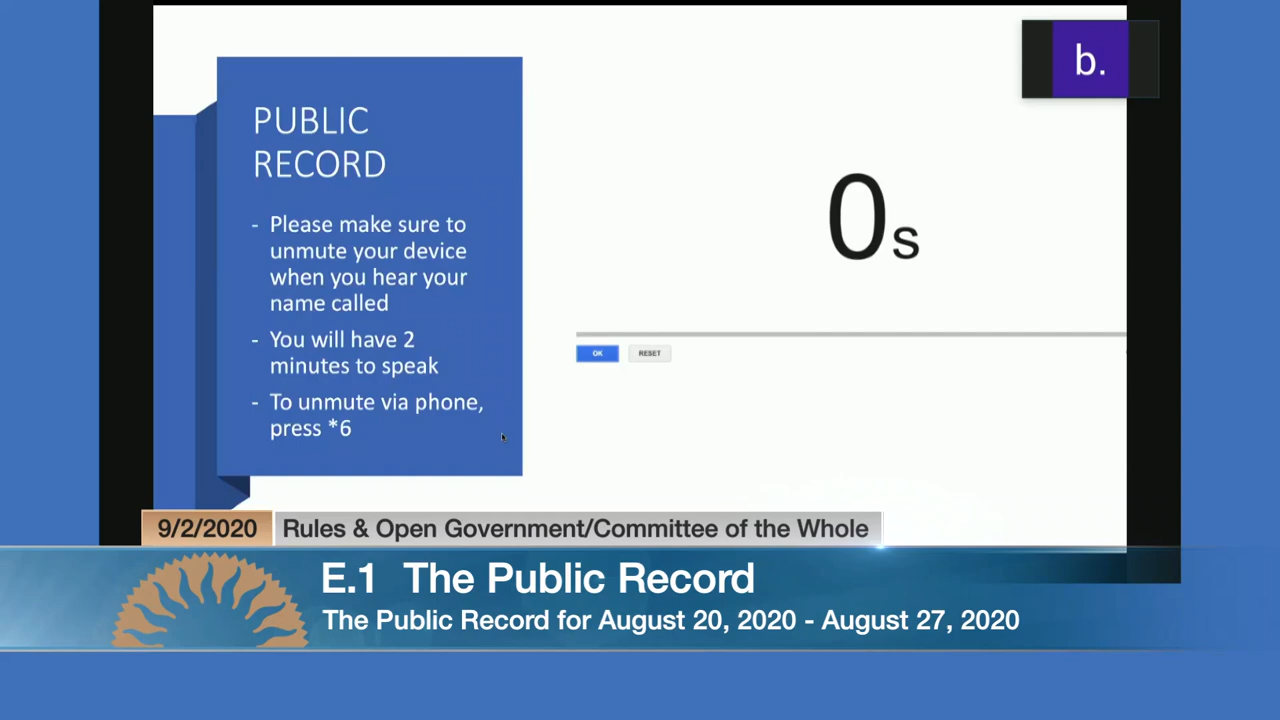 b.
PUBLIC
RECORD
- Please make sure to
unmute your device
when you hear your
name called
- You will have 2
minutes to speak
- To unmute via phone,
press *6
0s
OK RESET
9/2/2020 Rules & Open Government/Committee of the Whole
E.1 The Public Record
The Public Record for August 20, 2020 - August 27, 2020